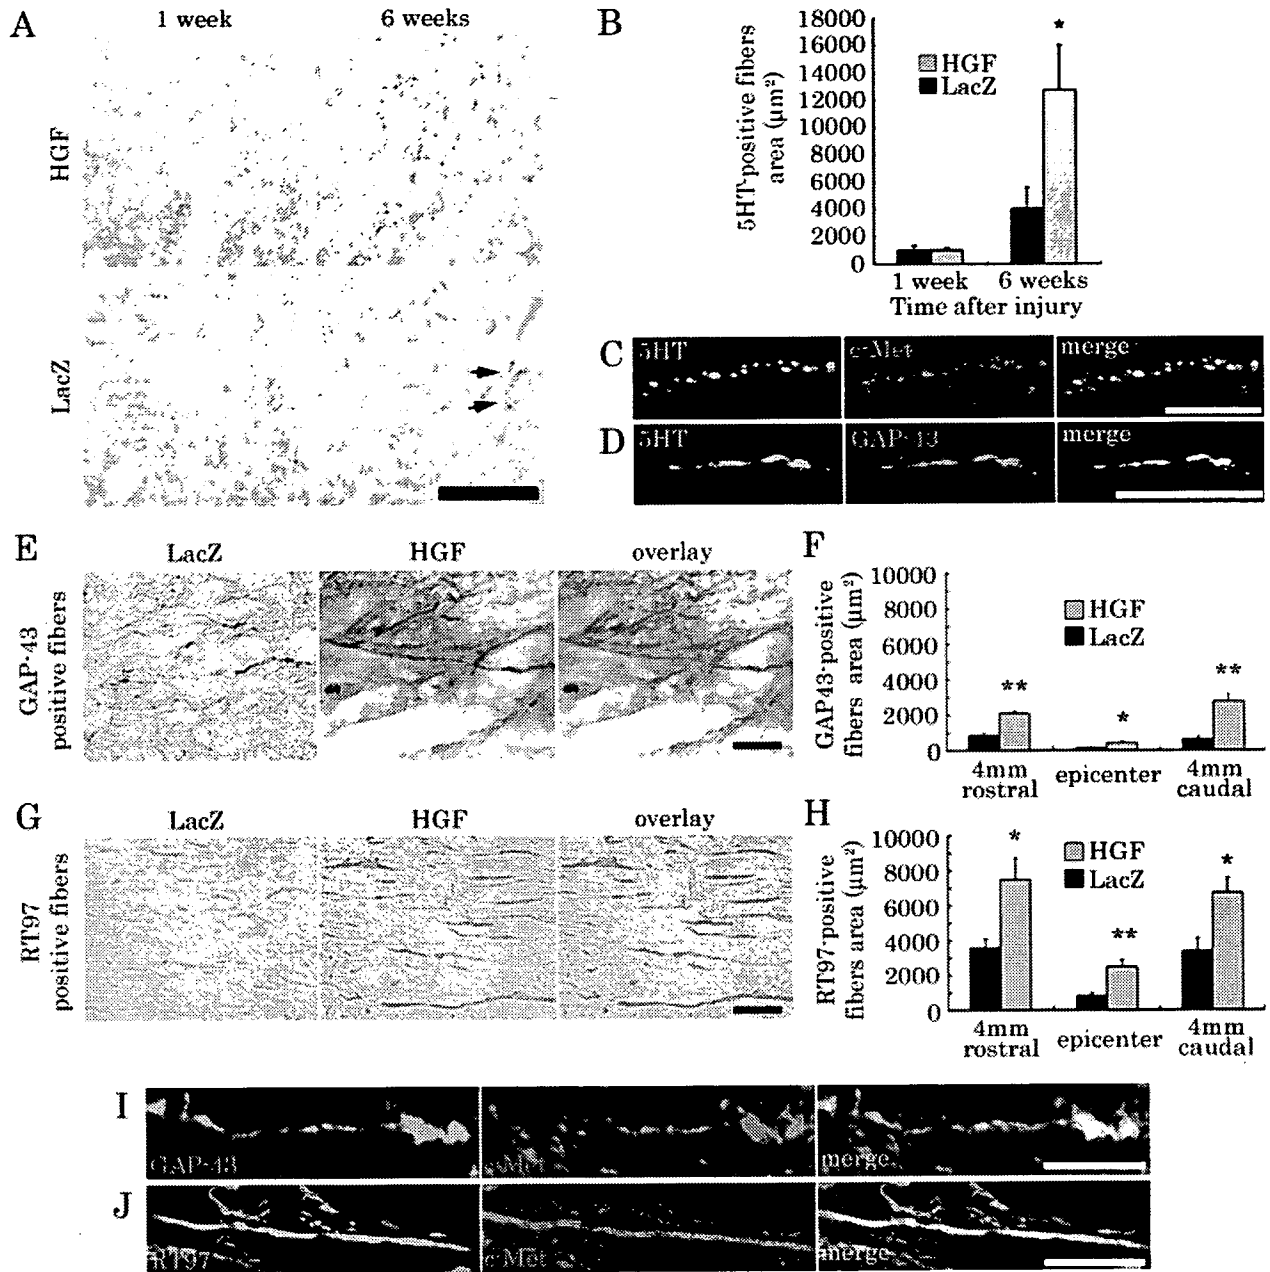 A
1 week 6 weeks
HGF
LacZ
B
18000
16000
14000
12000
10000
8000
6000
4000
2000
0
5HT-positive fibers
area (μm²)
*
HGF
LacZ
1 week 6 weeks
Time after injury
C
5HT c-Met merge
D
5HT GAP-43 merge
E
LacZ HGF overlay
GAP-43
positive fibers
F
10000
8000
6000
4000
2000
0
GAP43-positive
fibers area (μm²)
HGF
LacZ
** * **
4mm
rostral
epicenter
4mm
caudal
G
LacZ HGF overlay
RT97
positive fibers
H
10000
8000
6000
4000
2000
0
RT97-positive
fibers area (μm²)
HGF
LacZ
* ** *
4mm
rostral
epicenter
4mm
caudal
I
GAP-43 c-Met merge
J
RT97 c-Met merge